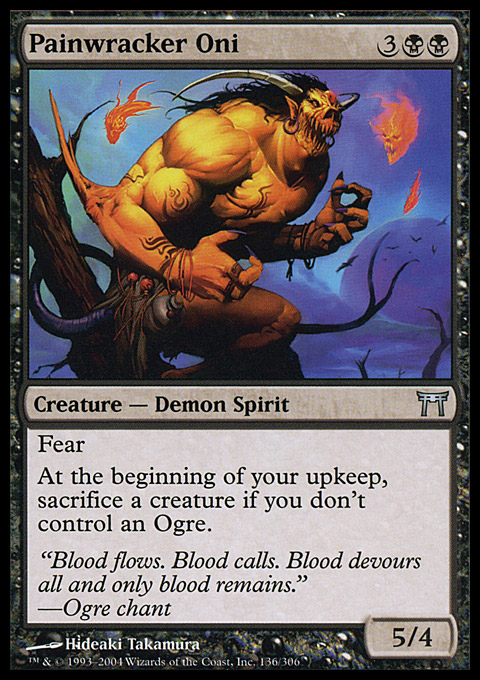 Painwracker Oni 3
Creature — Demon Spirit
Fear
At the beginning of your upkeep,
sacrifice a creature if you don't
control an Ogre.
“Blood flows. Blood calls. Blood devours
all and only blood remains.”
—Ogre chant
Hideaki Takamura
5/4
™ & © 1993–2004 Wizards of the Coast, Inc. 136/306